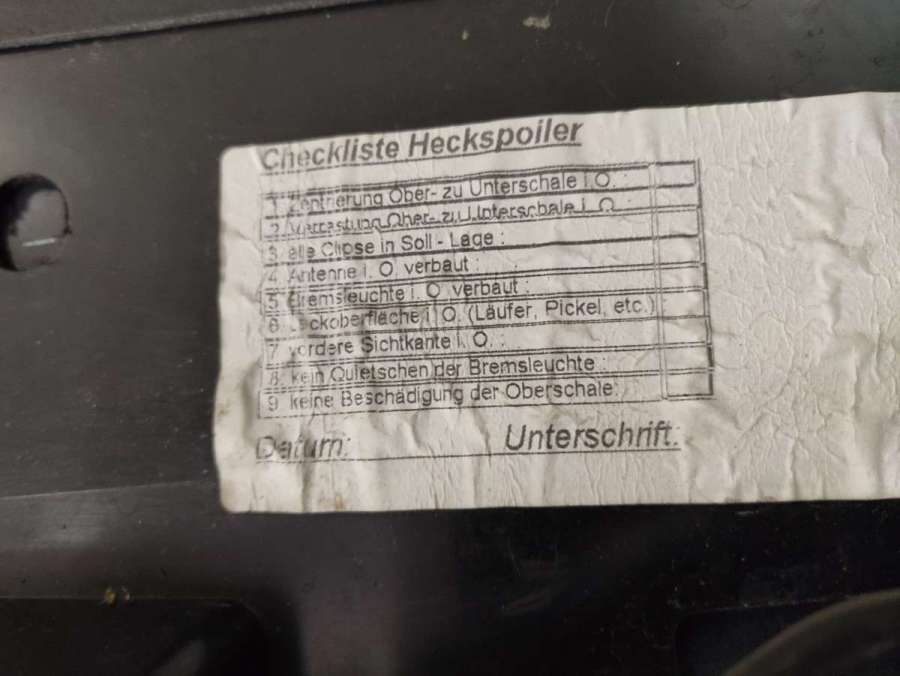 Checkliste Heckspoiler
1. Zentrierung Ober- zu Unterschale i. O. :
2. Verrastung Ober- zu Unterschale i. O. :
3. alle Clipse in Soll - Lage :
4. Antenne i. O. verbaut :
5. Bremsleuchte i. O. verbaut :
6. Lackoberfläche i. O. (Läufer, Pickel, etc.) :
7. vordere Sichtkante i. O. :
8. kein Quietschen der Bremsleuchte :
9. keine Beschädigung der Oberschale:
Datum: Unterschrift: